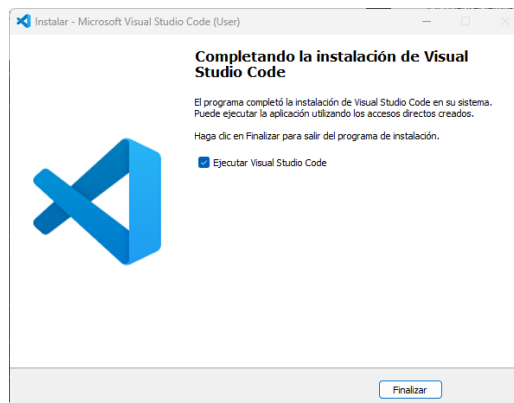 Instalar - Microsoft Visual Studio Code (User)
Completando la instalación de Visual
Studio Code
El programa completó la instalación de Visual Studio Code en su sistema.
Puede ejecutar la aplicación utilizando los accesos directos creados.
Haga clic en Finalizar para salir del programa de instalación.
Ejecutar Visual Studio Code
Finalizar